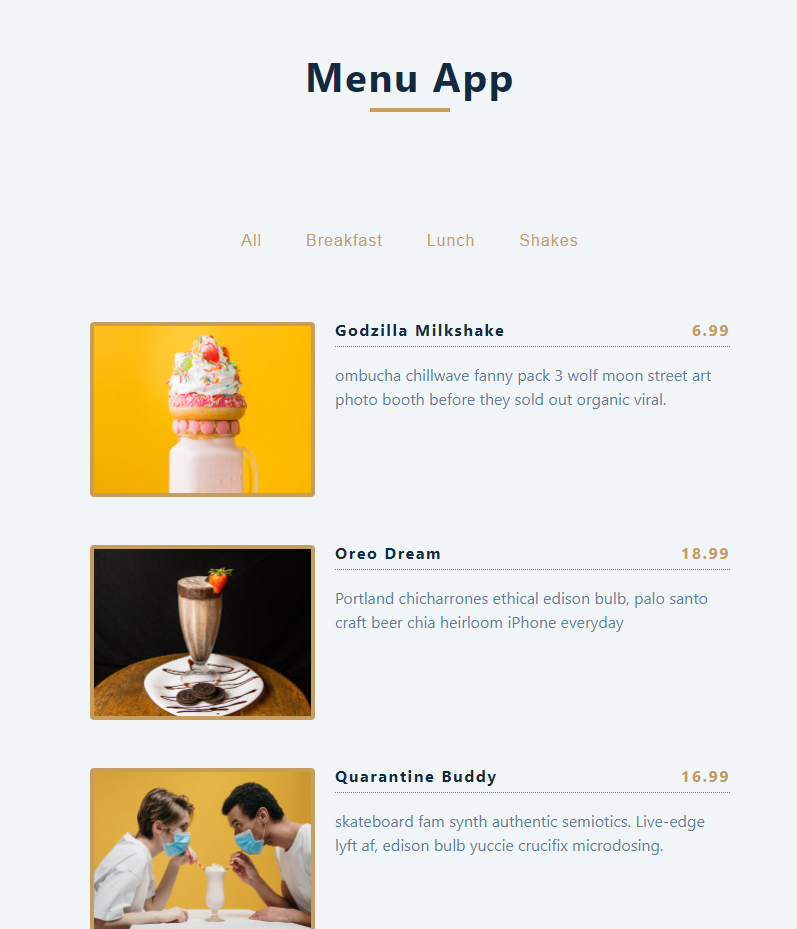 Menu App
All Breakfast Lunch Shakes
Godzilla Milkshake 6.99
ombucha chillwave fanny pack 3 wolf moon street art
photo booth before they sold out organic viral.
Oreo Dream 18.99
Portland chicharrones ethical edison bulb, palo santo
craft beer chia heirloom iPhone everyday
Quarantine Buddy 16.99
skateboard fam synth authentic semiotics. Live-edge
lyft af, edison bulb yuccie crucifix microdosing.